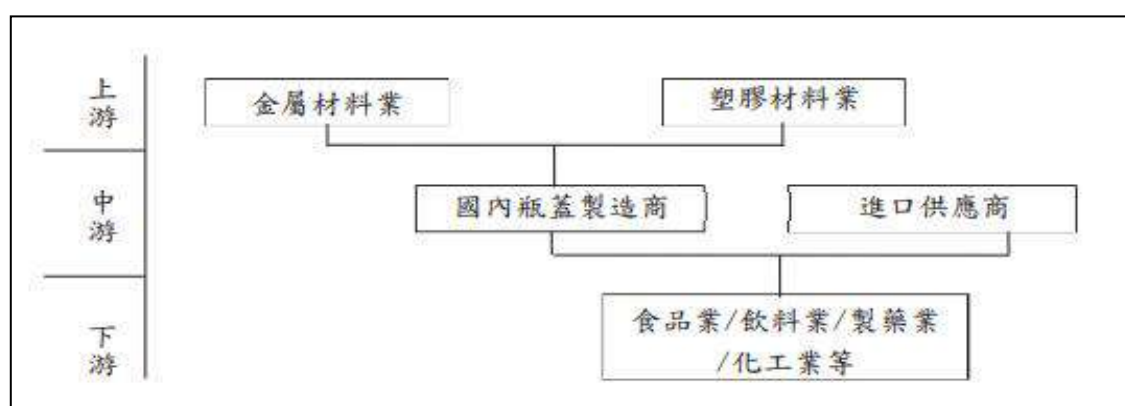 上游
金屬材料業
塑膠材料業
中游
國內瓶蓋製造商
進口供應商
下游
食品業/飲料業/製藥業
/化工業等